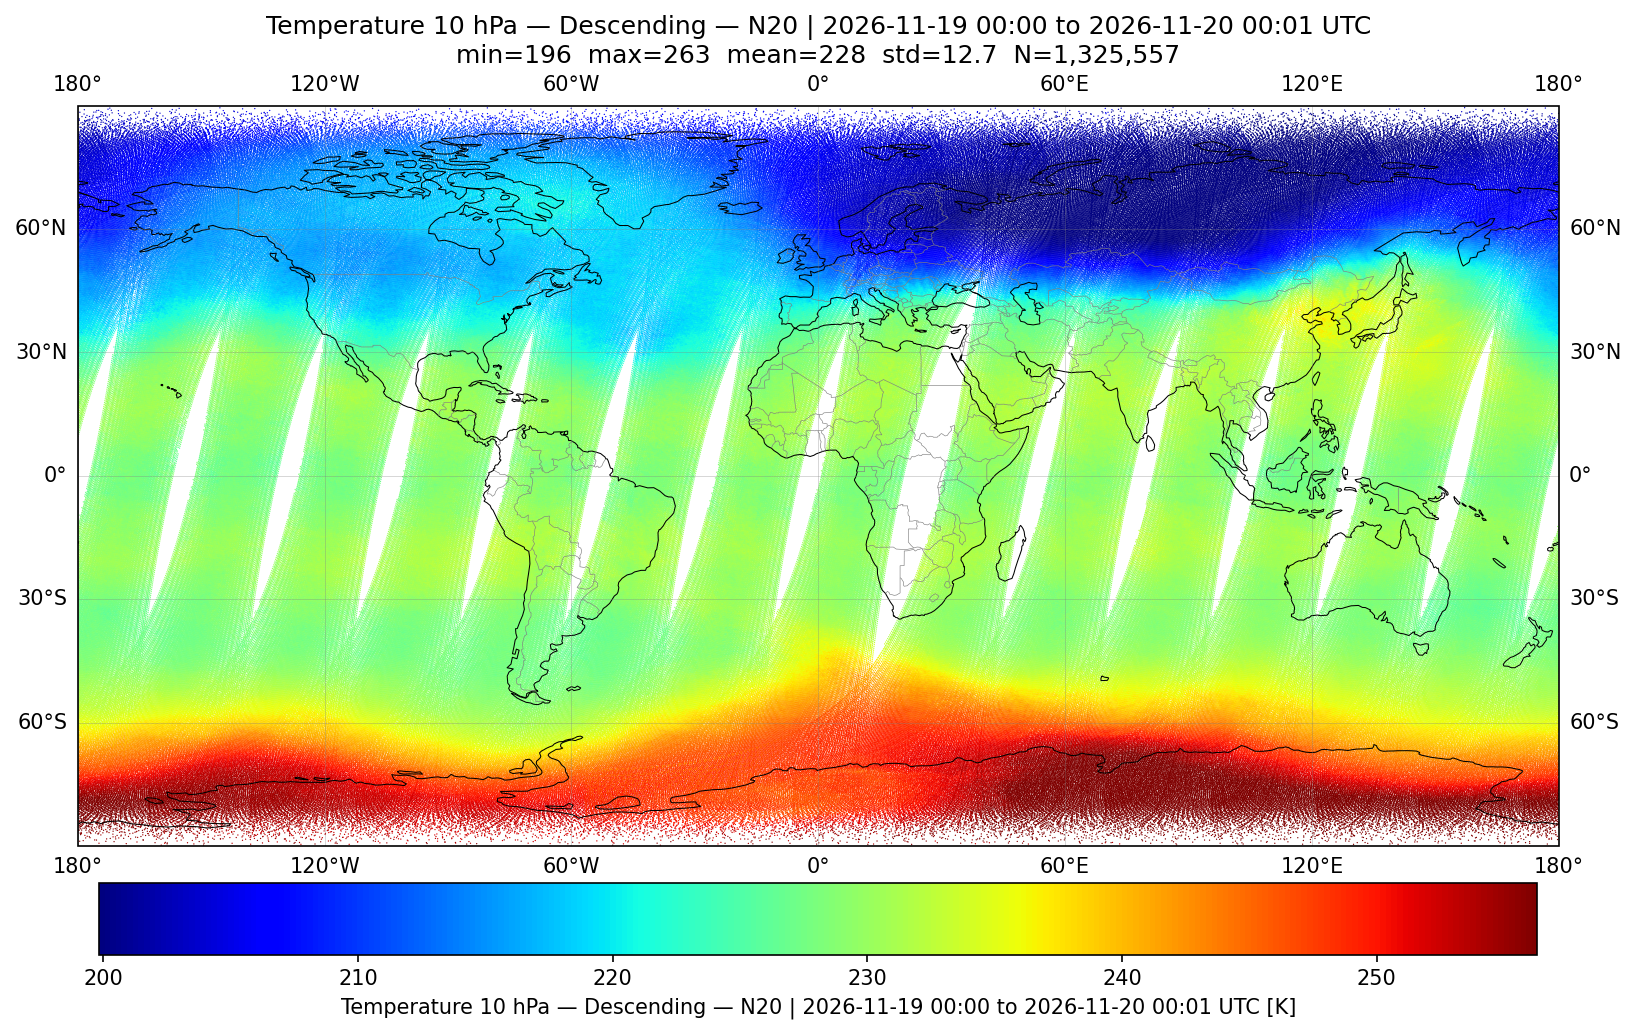 Temperature 10 hPa — Descending — N20 | 2026-11-19 00:00 to 2026-11-20 00:01 UTC
min=196 max=263 mean=228 std=12.7 N=1,325,557
180° 120°W 60°W 0° 60°E 120°E 180°
60°N 60°N
30°N 30°N
0° 0°
30°S 30°S
60°S 60°S
180° 120°W 60°W 0° 60°E 120°E 180°
200 210 220 230 240 250
Temperature 10 hPa — Descending — N20 | 2026-11-19 00:00 to 2026-11-20 00:01 UTC [K]